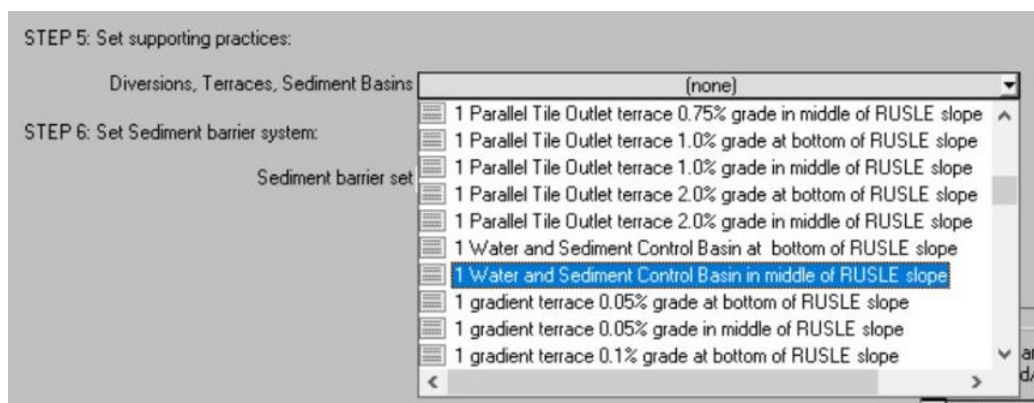 STEP 5: Set supporting practices:
Diversions, Terraces, Sediment Basins
(none)
1 Parallel Tile Outlet terrace 0.75% grade in middle of RUSLE slope
1 Parallel Tile Outlet terrace 1.0% grade at bottom of RUSLE slope
STEP 6: Set Sediment barrier system:
1 Parallel Tile Outlet terrace 1.0% grade in middle of RUSLE slope
Sediment barrier set
1 Parallel Tile Outlet terrace 2.0% grade at bottom of RUSLE slope
1 Parallel Tile Outlet terrace 2.0% grade in middle of RUSLE slope
1 Water and Sediment Control Basin at  bottom of RUSLE slope
1 Water and Sediment Control Basin in middle of RUSLE slope
1 gradient terrace 0.05% grade at bottom of RUSLE slope
1 gradient terrace 0.05% grade in middle of RUSLE slope
1 gradient terrace 0.1% grade at bottom of RUSLE slope